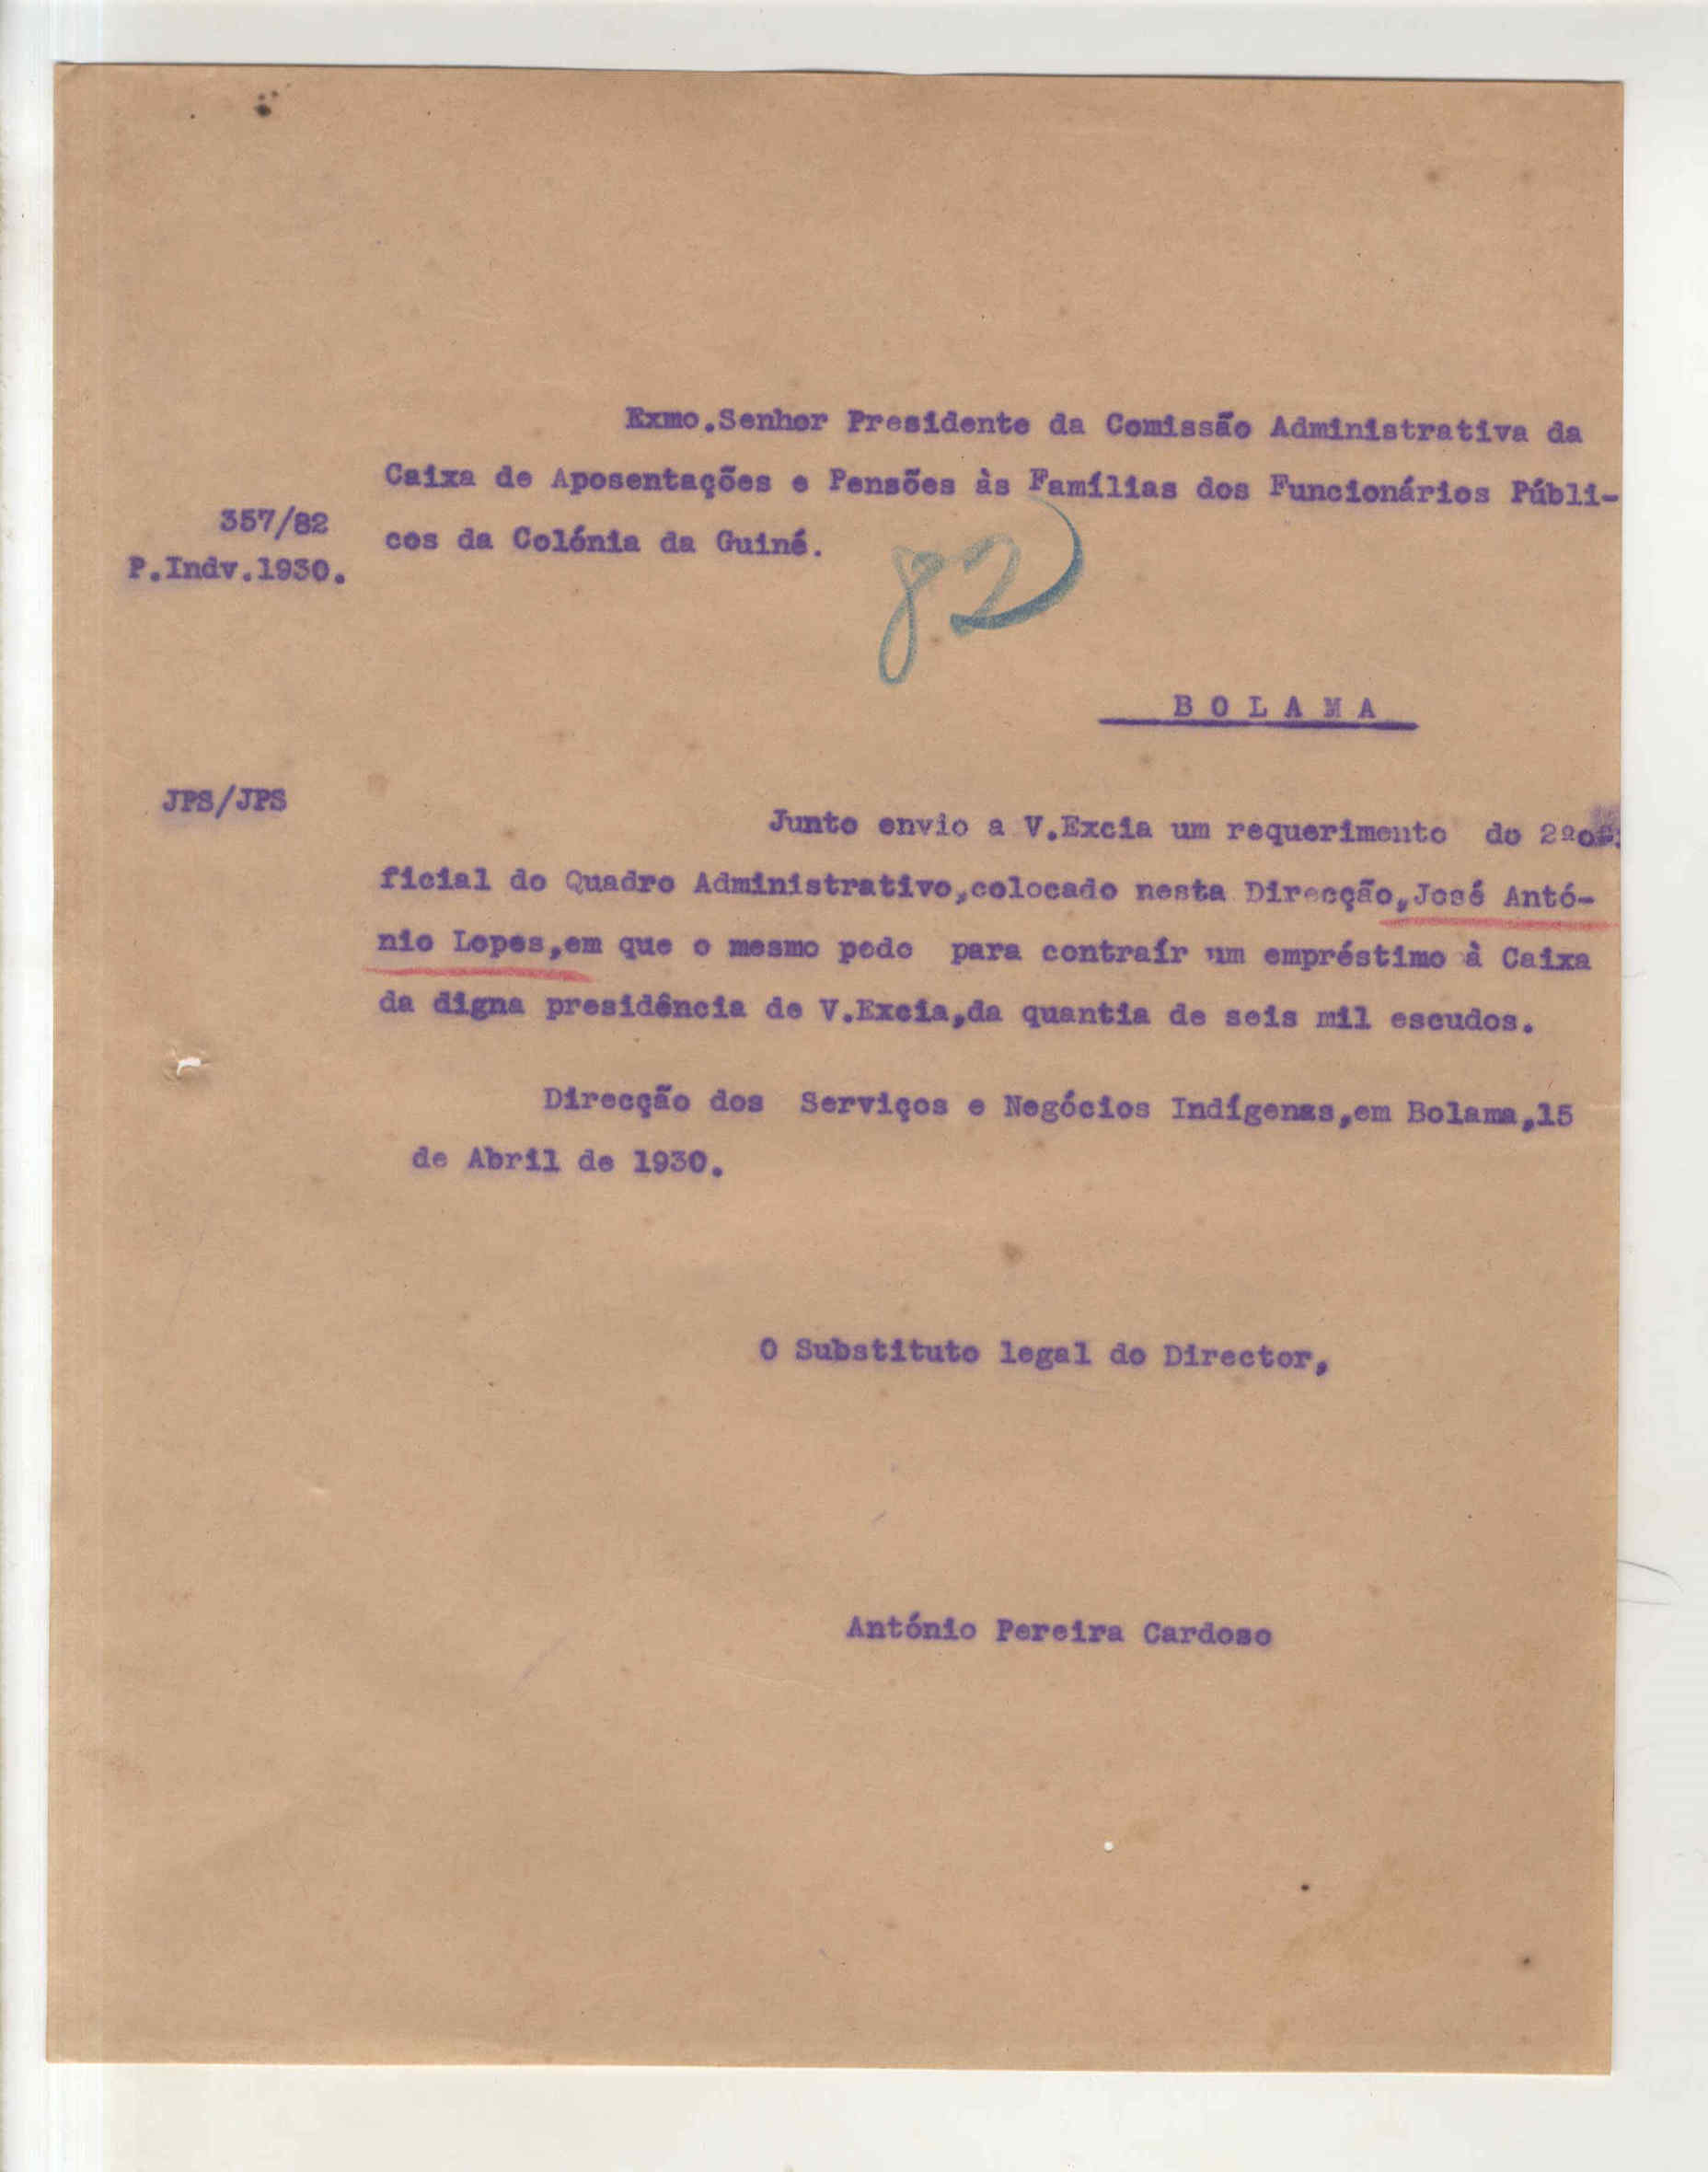 Exmo.Senhor Presidente da Comissão Administrativa da
Caixa de Aposentações e Pensões às Famílias dos Funcionários Públi-
357/82
cos da Colónia da Guiné.
P.Indv.1930.
82
BOLAMA
JPS/JPS
Junto envio a V.Excia um requerimento do 2ºof
ficial do Quadro Administrativo,colocado nesta Direcção,José Antó-
nio Lopes,em que o mesmo pede para contraír um empréstimo à Caixa
da digna presidência de V.Excia,da quantia de seis mil escudos.
Direcção dos Serviços e Negócios Indígenas,em Bolama,15
de Abril de 1930.
O Substituto legal do Director,
António Pereira Cardoso